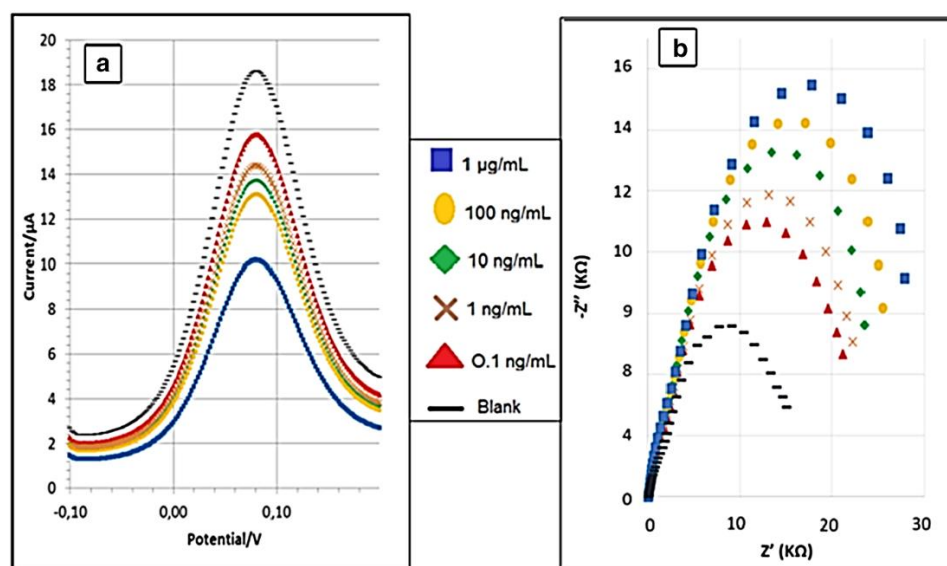 a
20
18
16
14
12
10
8
6
4
2
0
Current/µA
-0,10
0,00
0,10
Potential/V
1 µg/mL
100 ng/mL
10 ng/mL
1 ng/mL
O.1 ng/mL
Blank
b
16
14
12
10
9
8
4
0
-Z″ (KΩ)
0
10
20
30
Z′ (KΩ)